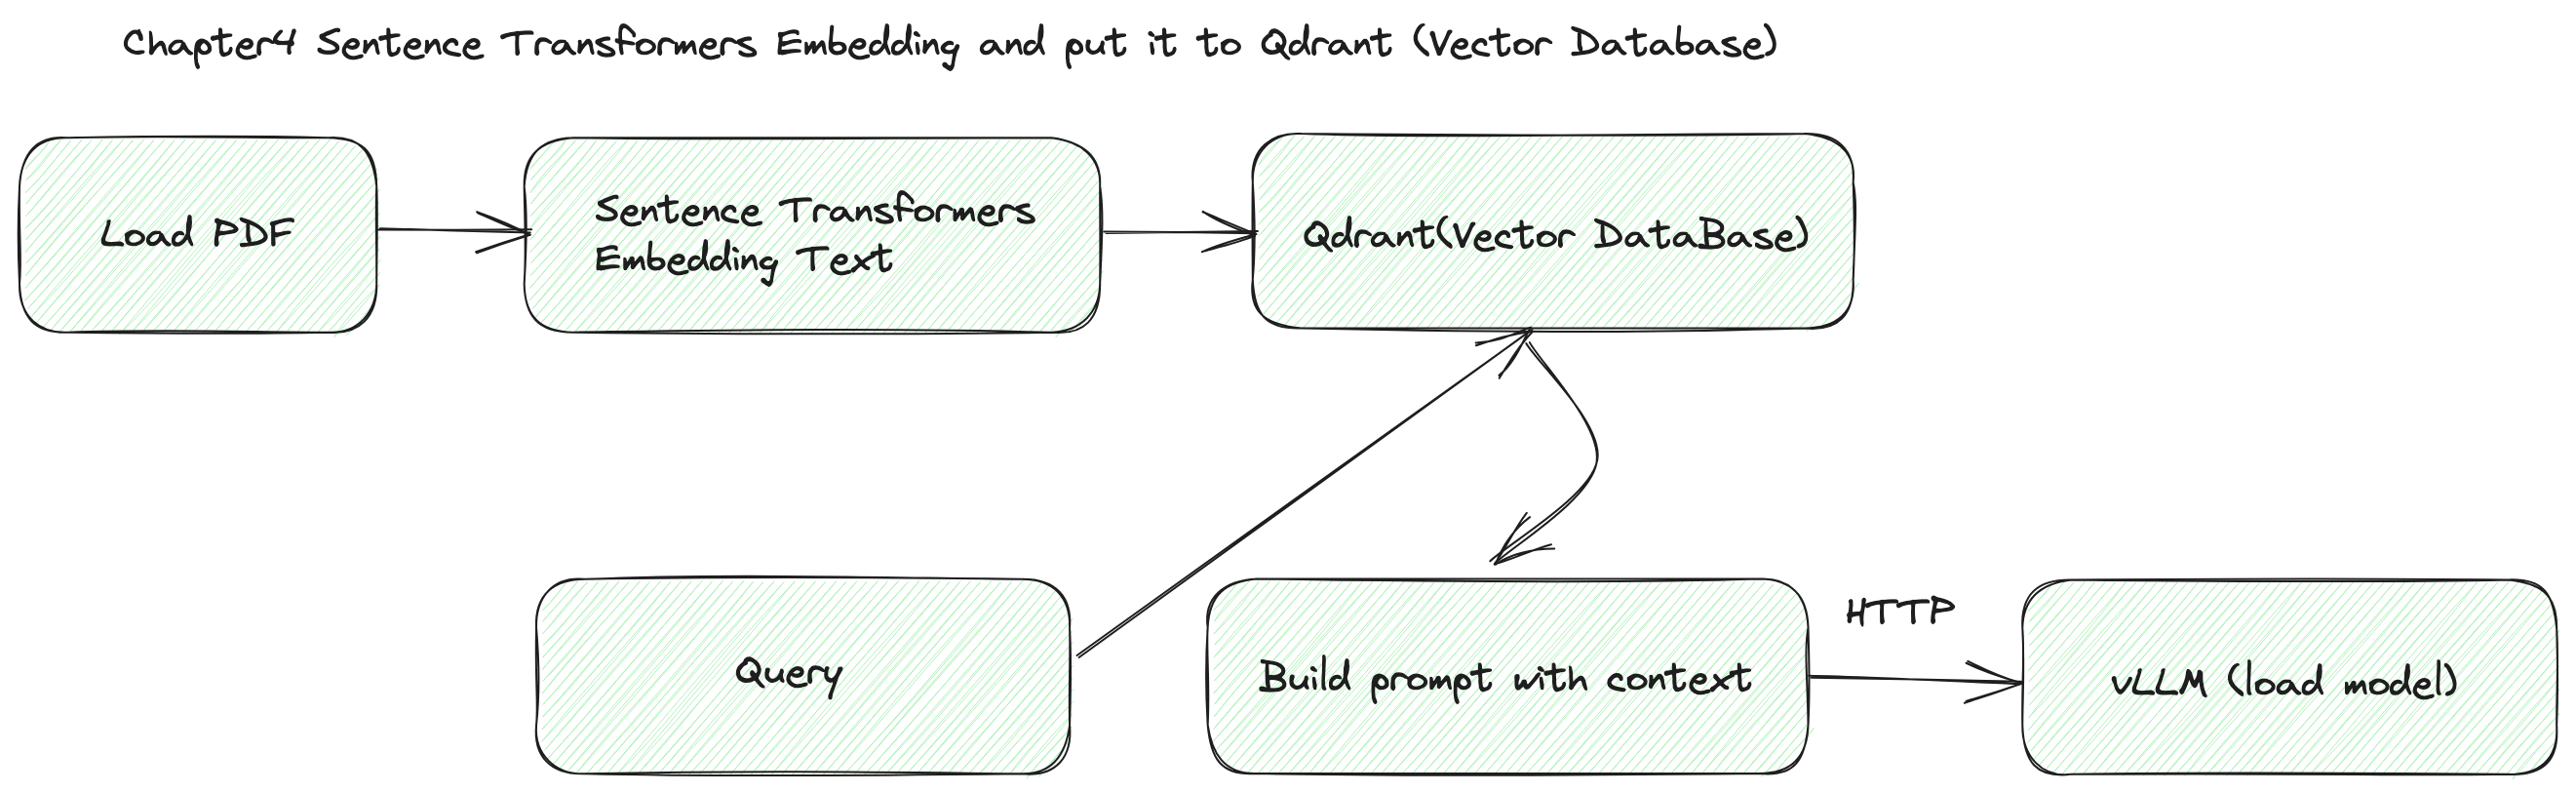 Chapter4 Sentence Transformers Embedding and put it to Qdrant (Vector Database)
Load PDF
Sentence Transformers
Embedding Text
Qdrant(Vector DataBase)
Query
Build prompt with context
HTTP
vLLM (load model)